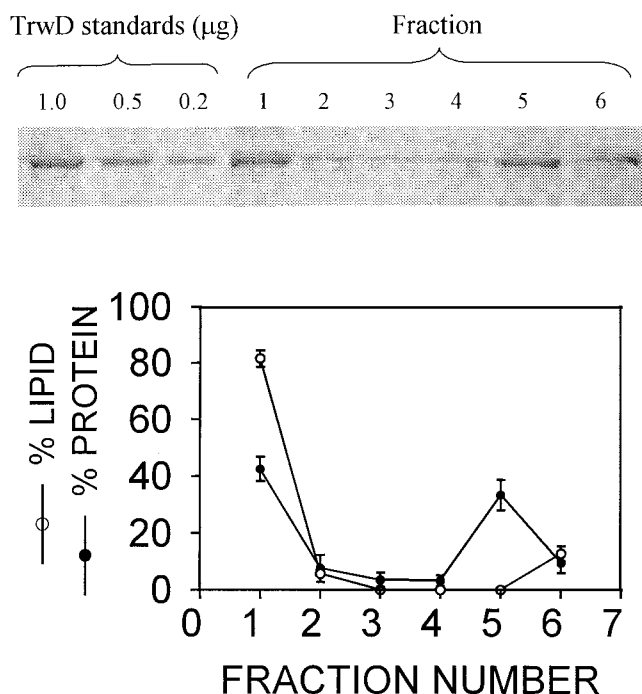 TrwD standards (µg) Fraction
1.0 0.5 0.2 1 2 3 4 5 6
% LIPID
% PROTEIN
100
80
60
40
20
0
0 1 2 3 4 5 6 7
FRACTION NUMBER